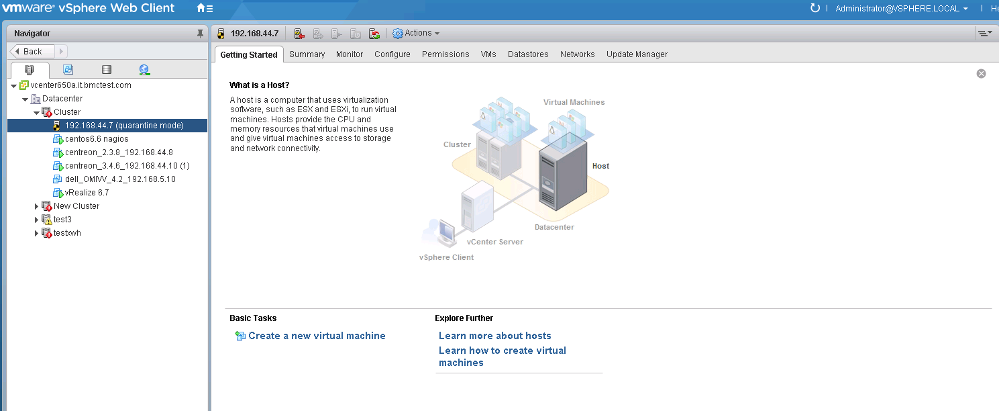 vmware® vSphere Web Client
Administrator@VSPHERE.LOCAL
He
Navigator
Back
vcenter650a.it.bmctest.com
Datacenter
Cluster
192.168.44.7 (quarantine mode)
centos6.6 nagios
centreon_2.3.8_192.168.44.8
centreon_3.4.6_192.168.44.10 (1)
dell_OMIVV_4.2_192.168.5.10
vRealize 6.7
New Cluster
test3
testxwh
192.168.44.7
Actions
Getting Started Summary Monitor Configure Permissions VMs Datastores Networks Update Manager
What is a Host?
A host is a computer that uses virtualization
software, such as ESX and ESXi, to run virtual
machines. Hosts provide the CPU and
memory resources that virtual machines use
and give virtual machines access to storage
and network connectivity.
Virtual Machines
Cluster
Host
Datacenter
vCenter Server
vSphere Client
Basic Tasks
Create a new virtual machine
Explore Further
Learn more about hosts
Learn how to create virtual
machines